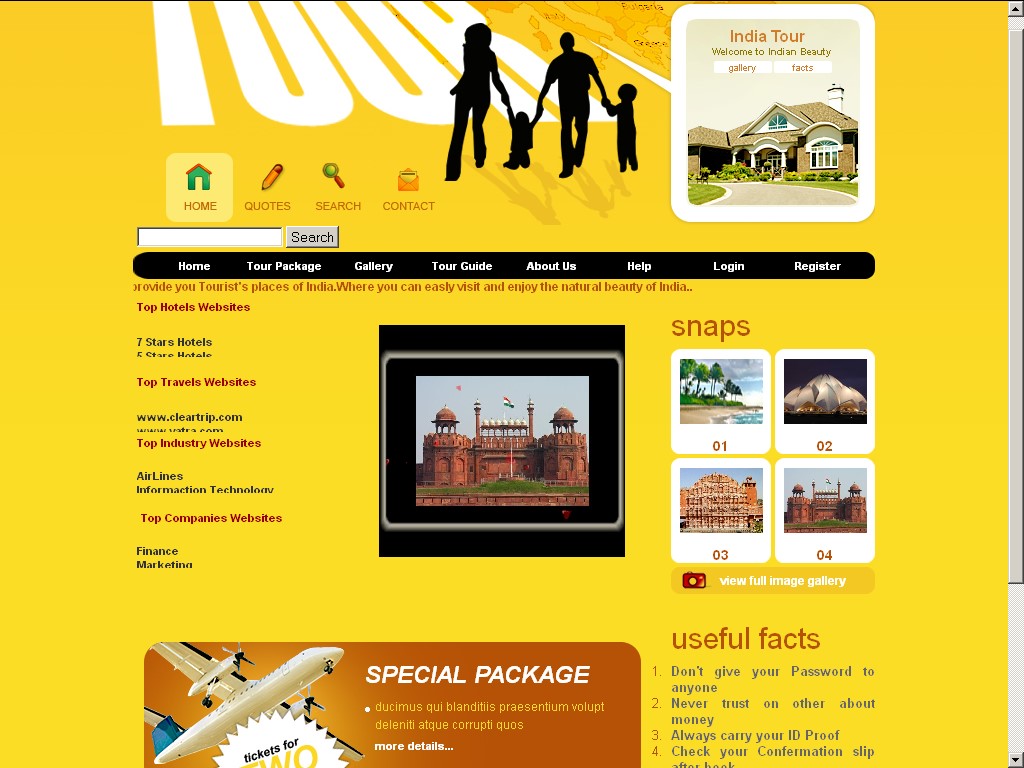 TOUR
Italy
Bulgaria
Greece
India Tour
Welcome to Indian Beauty
gallery facts
HOME QUOTES SEARCH CONTACT
Search
Home Tour Package Gallery Tour Guide About Us Help Login Register
provide you Tourist's places of India.Where you can easly visit and enjoy the natural beauty of India..
Top Hotels Websites
7 Stars Hotels
5 Stars Hotels
Top Travels Websites
www.cleartrip.com
www.yatra.com
Top Industry Websites
AirLines
Informaction Technology
Top Companies Websites
Finance
Marketing
snaps
01 02
03 04
view full image gallery
SPECIAL PACKAGE
ducimus qui blanditiis praesentium volupt
deleniti atque corrupti quos
more details...
tickets for
TWO
useful facts
1. Don't give your Password to
anyone
2. Never trust on other about
money
3. Always carry your ID Proof
4. Check your Confermation slip
after book